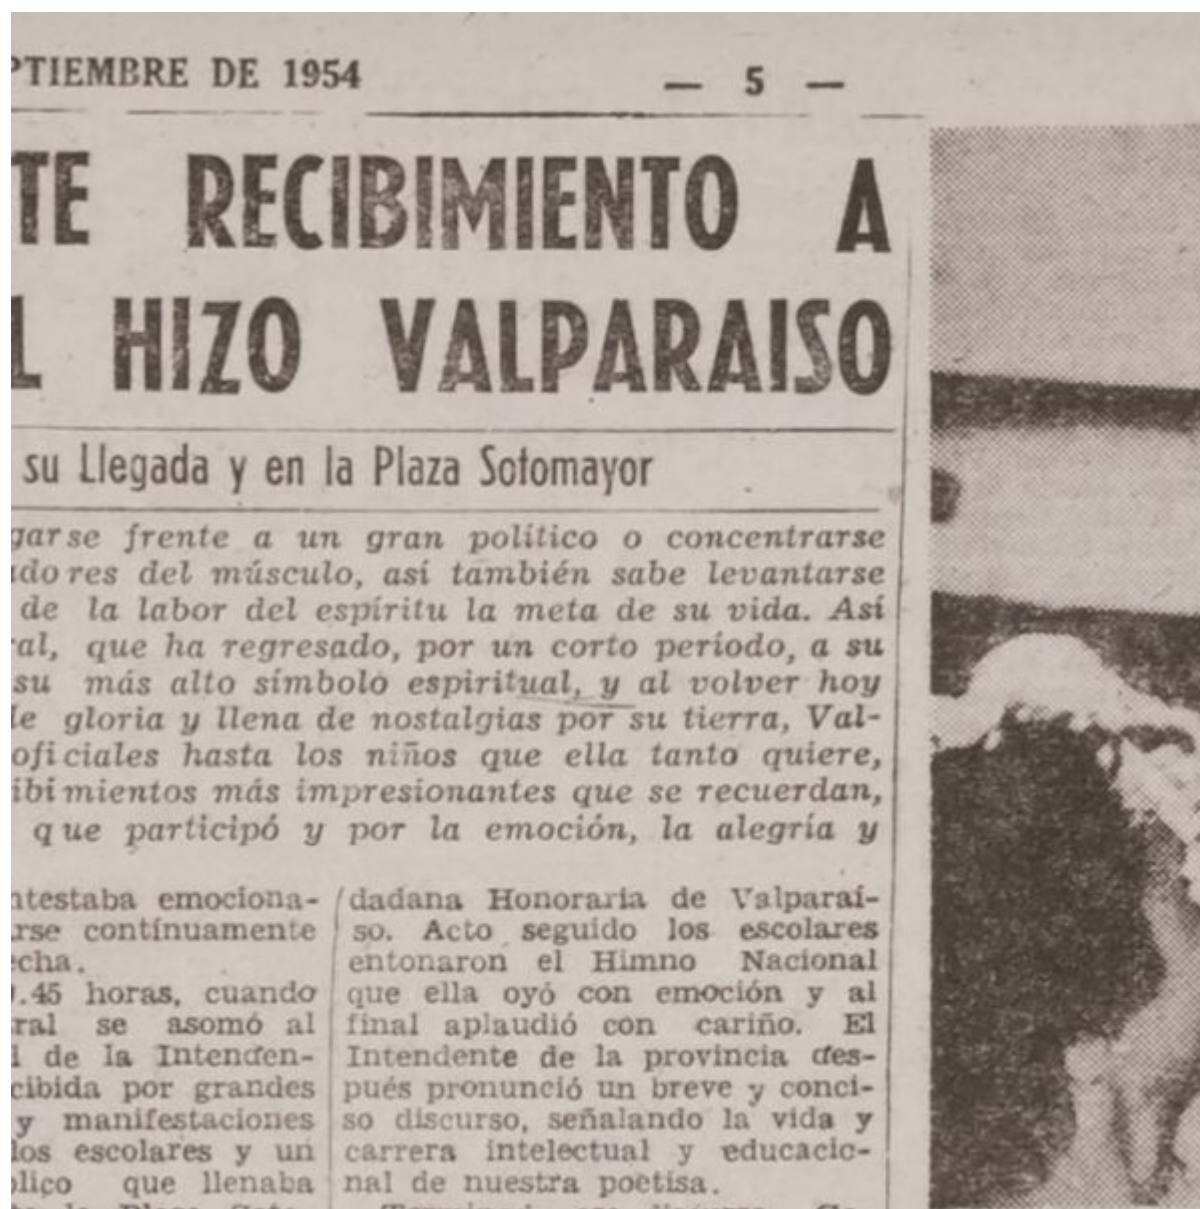 PTIEMBRE DE 1954
— 5 —
TE RECIBIMIENTO A
L HIZO VALPARAISO
su Llegada y en la Plaza Sotomayor
garse frente a un gran político o concentrarse
adores del músculo, así también sabe levantarse
de la labor del espíritu la meta de su vida. Así
ral, que ha regresado, por un corto período, a su
su más alto símbolo espiritual, y al volver hoy
de gloria y llena de nostalgias por su tierra, Val-
oficiales hasta los niños que ella tanto quiere,
ibimientos más impresionantes que se recuerdan,
que participó y por la emoción, la alegría y
ntestaba emociona-
rse contínuamente
echa.
.45 horas, cuando
ral se asomó al
l de la Intenden-
cibida por grandes
y manifestaciones
los escolares y un
blico que llenaba
dadana Honoraria de Valparaí-
so. Acto seguido los escolares
entonaron el Himno Nacional
que ella oyó con emoción y al
final aplaudió con cariño. El
Intendente de la provincia des-
pués pronunció un breve y conci-
so discurso, señalando la vida y
carrera intelectual y educacio-
nal de nuestra poetisa.